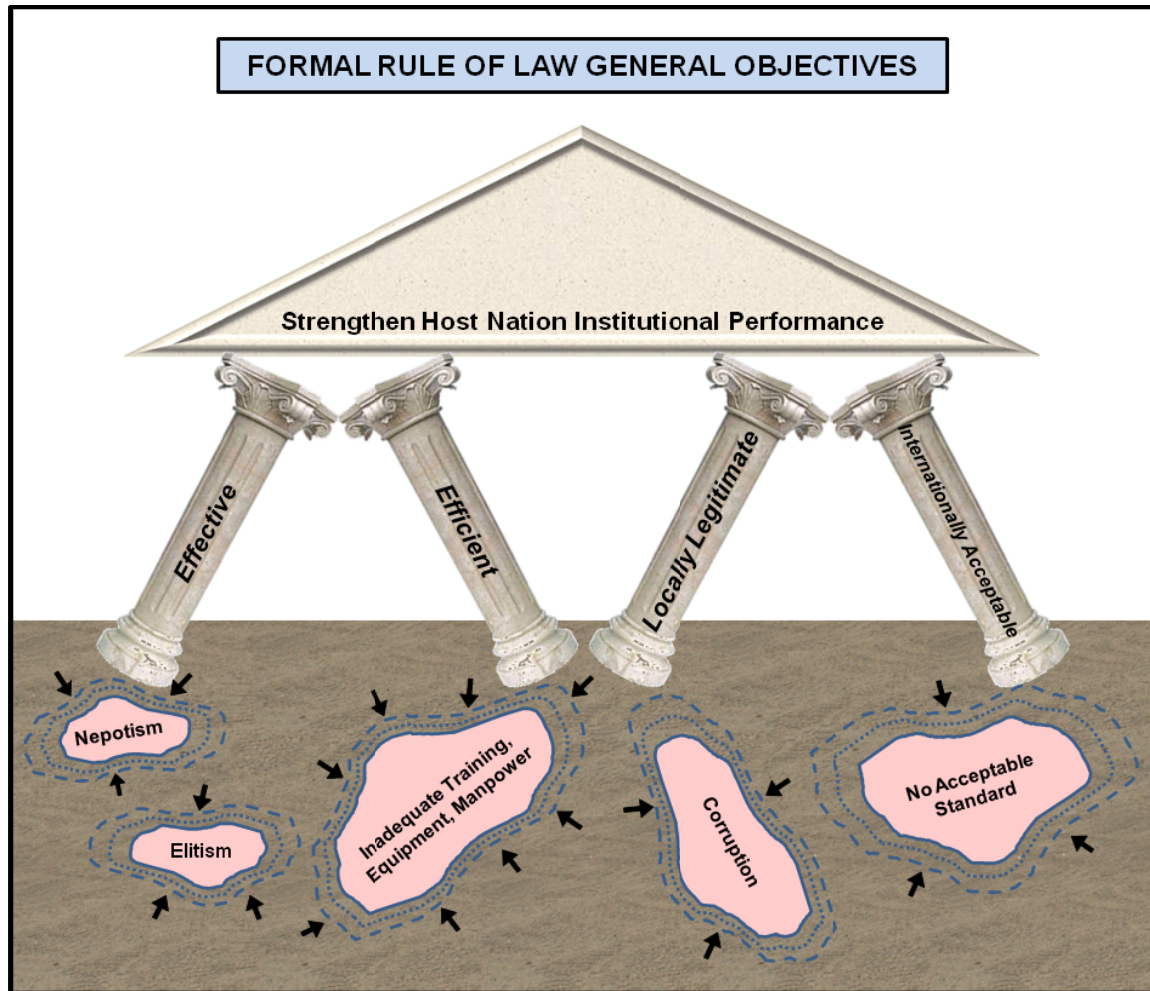 FORMAL RULE OF LAW GENERAL OBJECTIVES
Strengthen Host Nation Institutional Performance
Effective
Efficient
Locally Legitimate
Internationally Acceptable
Nepotism
Elitism
Inadequate Training,
Equipment, Manpower
Corruption
No Acceptable
Standard